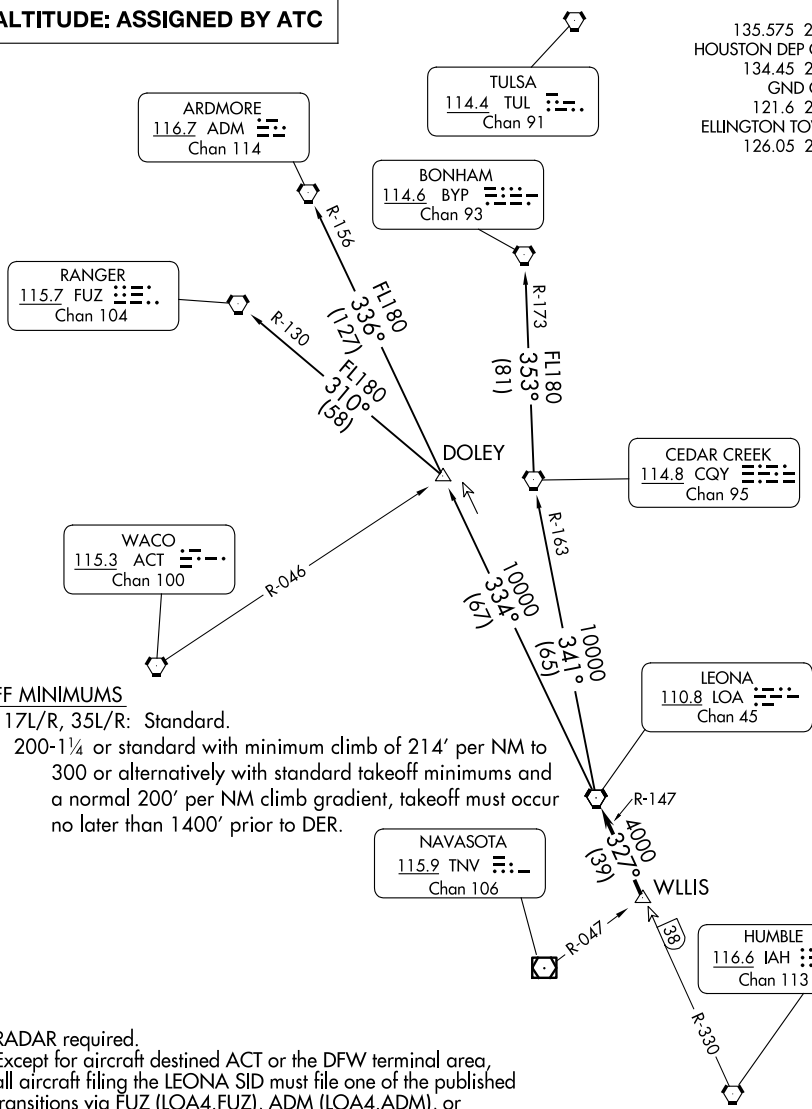 ALTITUDE: ASSIGNED BY ATC
135.575 2
HOUSTON DEP
134.45 2
GND
121.6 2
ELLINGTON
126.05 2
TULSA
114.4 TUL
Chan 91
ARDMORE
116.7 ADM
Chan 114
BONHAM
114.6 BYP
Chan 93
RANGER
115.7 FUZ
Chan 104
R-156
R-130
R-173
FL180
336°
(127)
FL180
310°
(58)
FL180
353°
(81)
DOLEY
CEDAR CREEK
114.8 CQY
Chan 95
R-163
WACO
115.3 ACT
Chan 100
R-046
10000
334°
(67)
10000
341°
(65)
LEONA
110.8 LOA
Chan 45
FF MINIMUMS
17L/R, 35L/R: Standard.
200-1¼ or standard with minimum climb of 214' per NM to
300 or alternatively with standard takeoff minimums and
a normal 200' per NM climb gradient, takeoff must occur
no later than 1400' prior to DER.
R-147
4000
327°
(39)
NAVASOTA
115.9 TNV
Chan 106
WLLIS
R-047
38
HUMBLE
116.6 IAH
Chan 113
R-330
RADAR required.
Except for aircraft destined ACT or the DFW terminal area,
all aircraft filing the LEONA SID must file one of the published
transitions via FUZ (LOA4.FUZ), ADM (LOA4.ADM), or